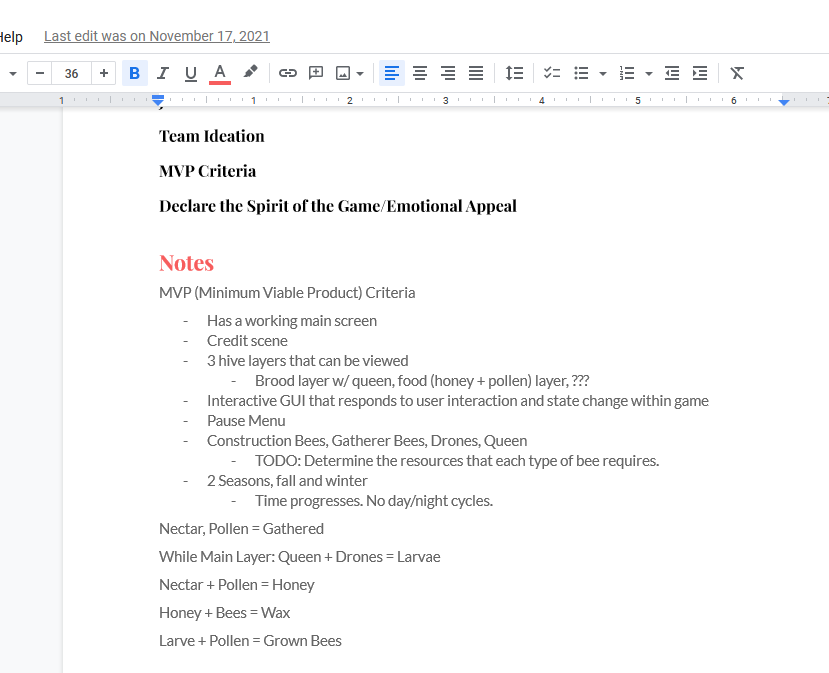 Help Last edit was on November 17, 2021
− 36 + B I U A
1 1 2 3 4 5 6 7
Team Ideation
MVP Criteria
Declare the Spirit of the Game/Emotional Appeal
Notes
MVP (Minimum Viable Product) Criteria
- Has a working main screen
- Credit scene
- 3 hive layers that can be viewed
- Brood layer w/ queen, food (honey + pollen) layer, ???
- Interactive GUI that responds to user interaction and state change within game
- Pause Menu
- Construction Bees, Gatherer Bees, Drones, Queen
- TODO: Determine the resources that each type of bee requires.
- 2 Seasons, fall and winter
- Time progresses. No day/night cycles.
Nectar, Pollen = Gathered
While Main Layer: Queen + Drones = Larvae
Nectar + Pollen = Honey
Honey + Bees = Wax
Larve + Pollen = Grown Bees